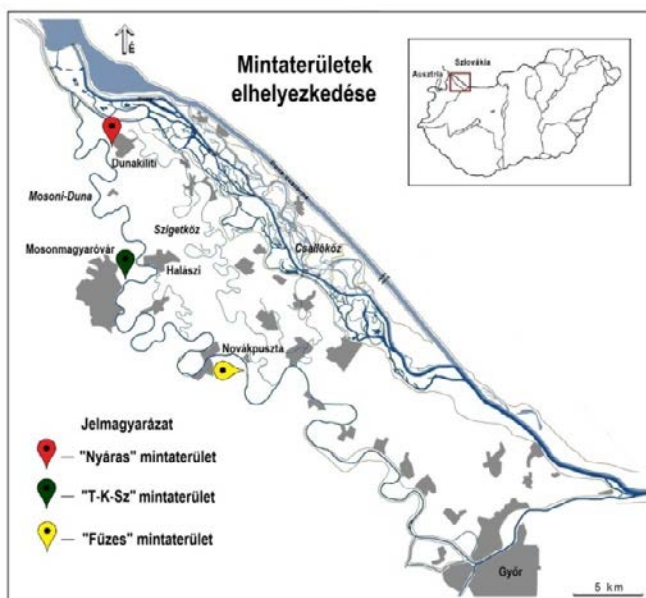 Mintaterületek
elhelyezkedése
É
Szlovákia
Ausztria
Dunakiliti
Mosoni-Duna
Szigetköz
Csallóköz
Mosonmagyaróvár
Halászi
Novákpuszta
Jelmagyarázat
"Nyáras" mintaterület
"T-K-Sz" mintaterület
"Fűzes" mintaterület
Győr
5 km